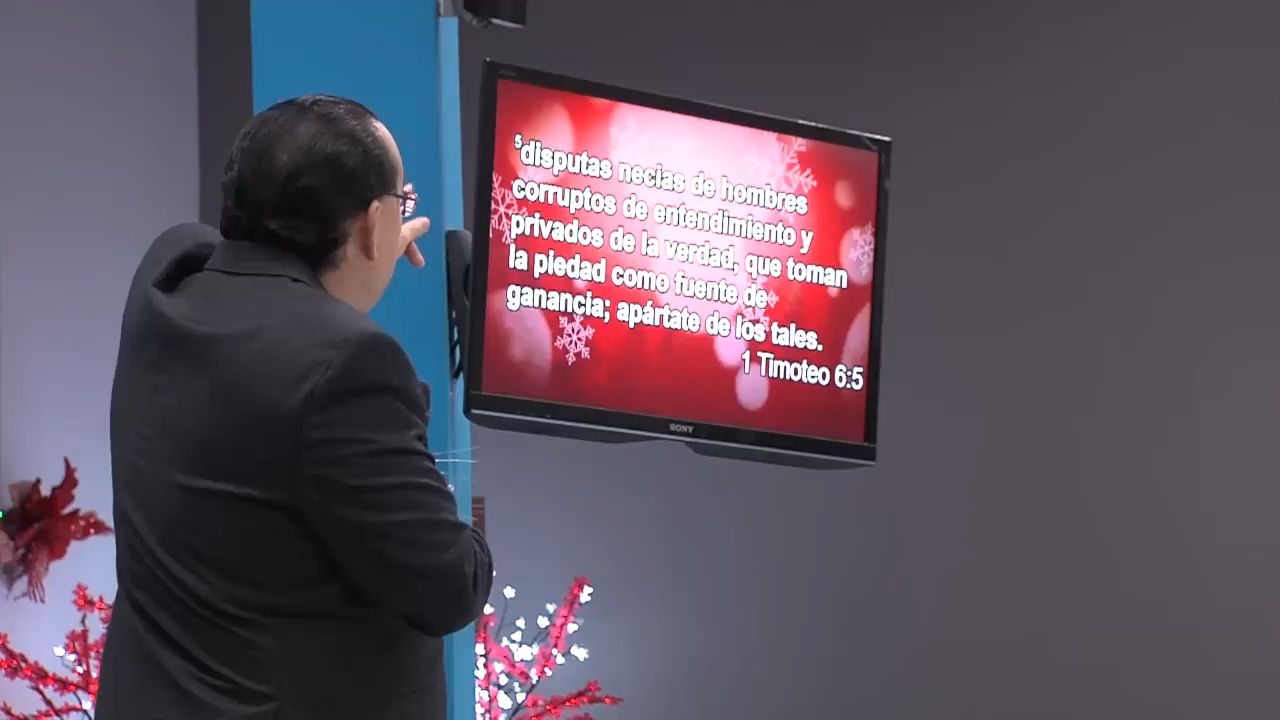 ⁵disputas necias de hombres
corruptos de entendimiento y
privados de la verdad, que toman
la piedad como fuente de
ganancia; apártate de los tales.
1 Timoteo 6:5
SONY